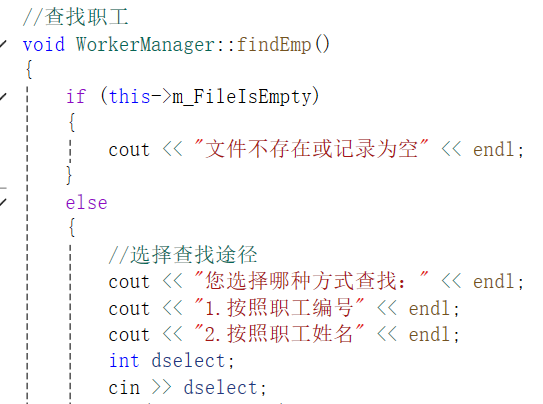 //查找职工
void WorkerManager::findEmp()
{
if (this->m_FileIsEmpty)
{
cout << "文件不存在或记录为空" << endl;
}
else
{
//选择查找途径
cout << "您选择哪种方式查找：" << endl;
cout << "1.按照职工编号" << endl;
cout << "2.按照职工姓名" << endl;
int dselect;
cin >> dselect;